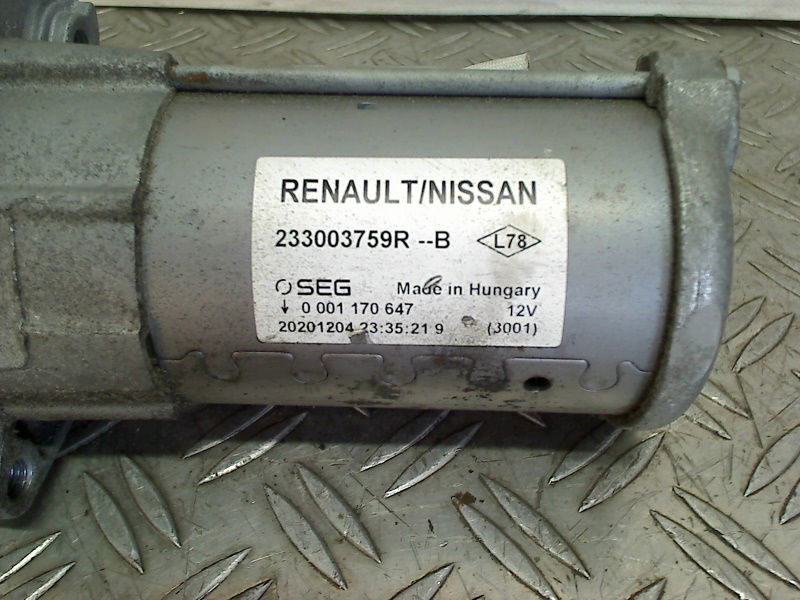 RENAULT/NISSAN
233003759R --B L78
SEG Made in Hungary
↓ 0 001 170 647 12V
20201204 23:35:21 9 (3001)